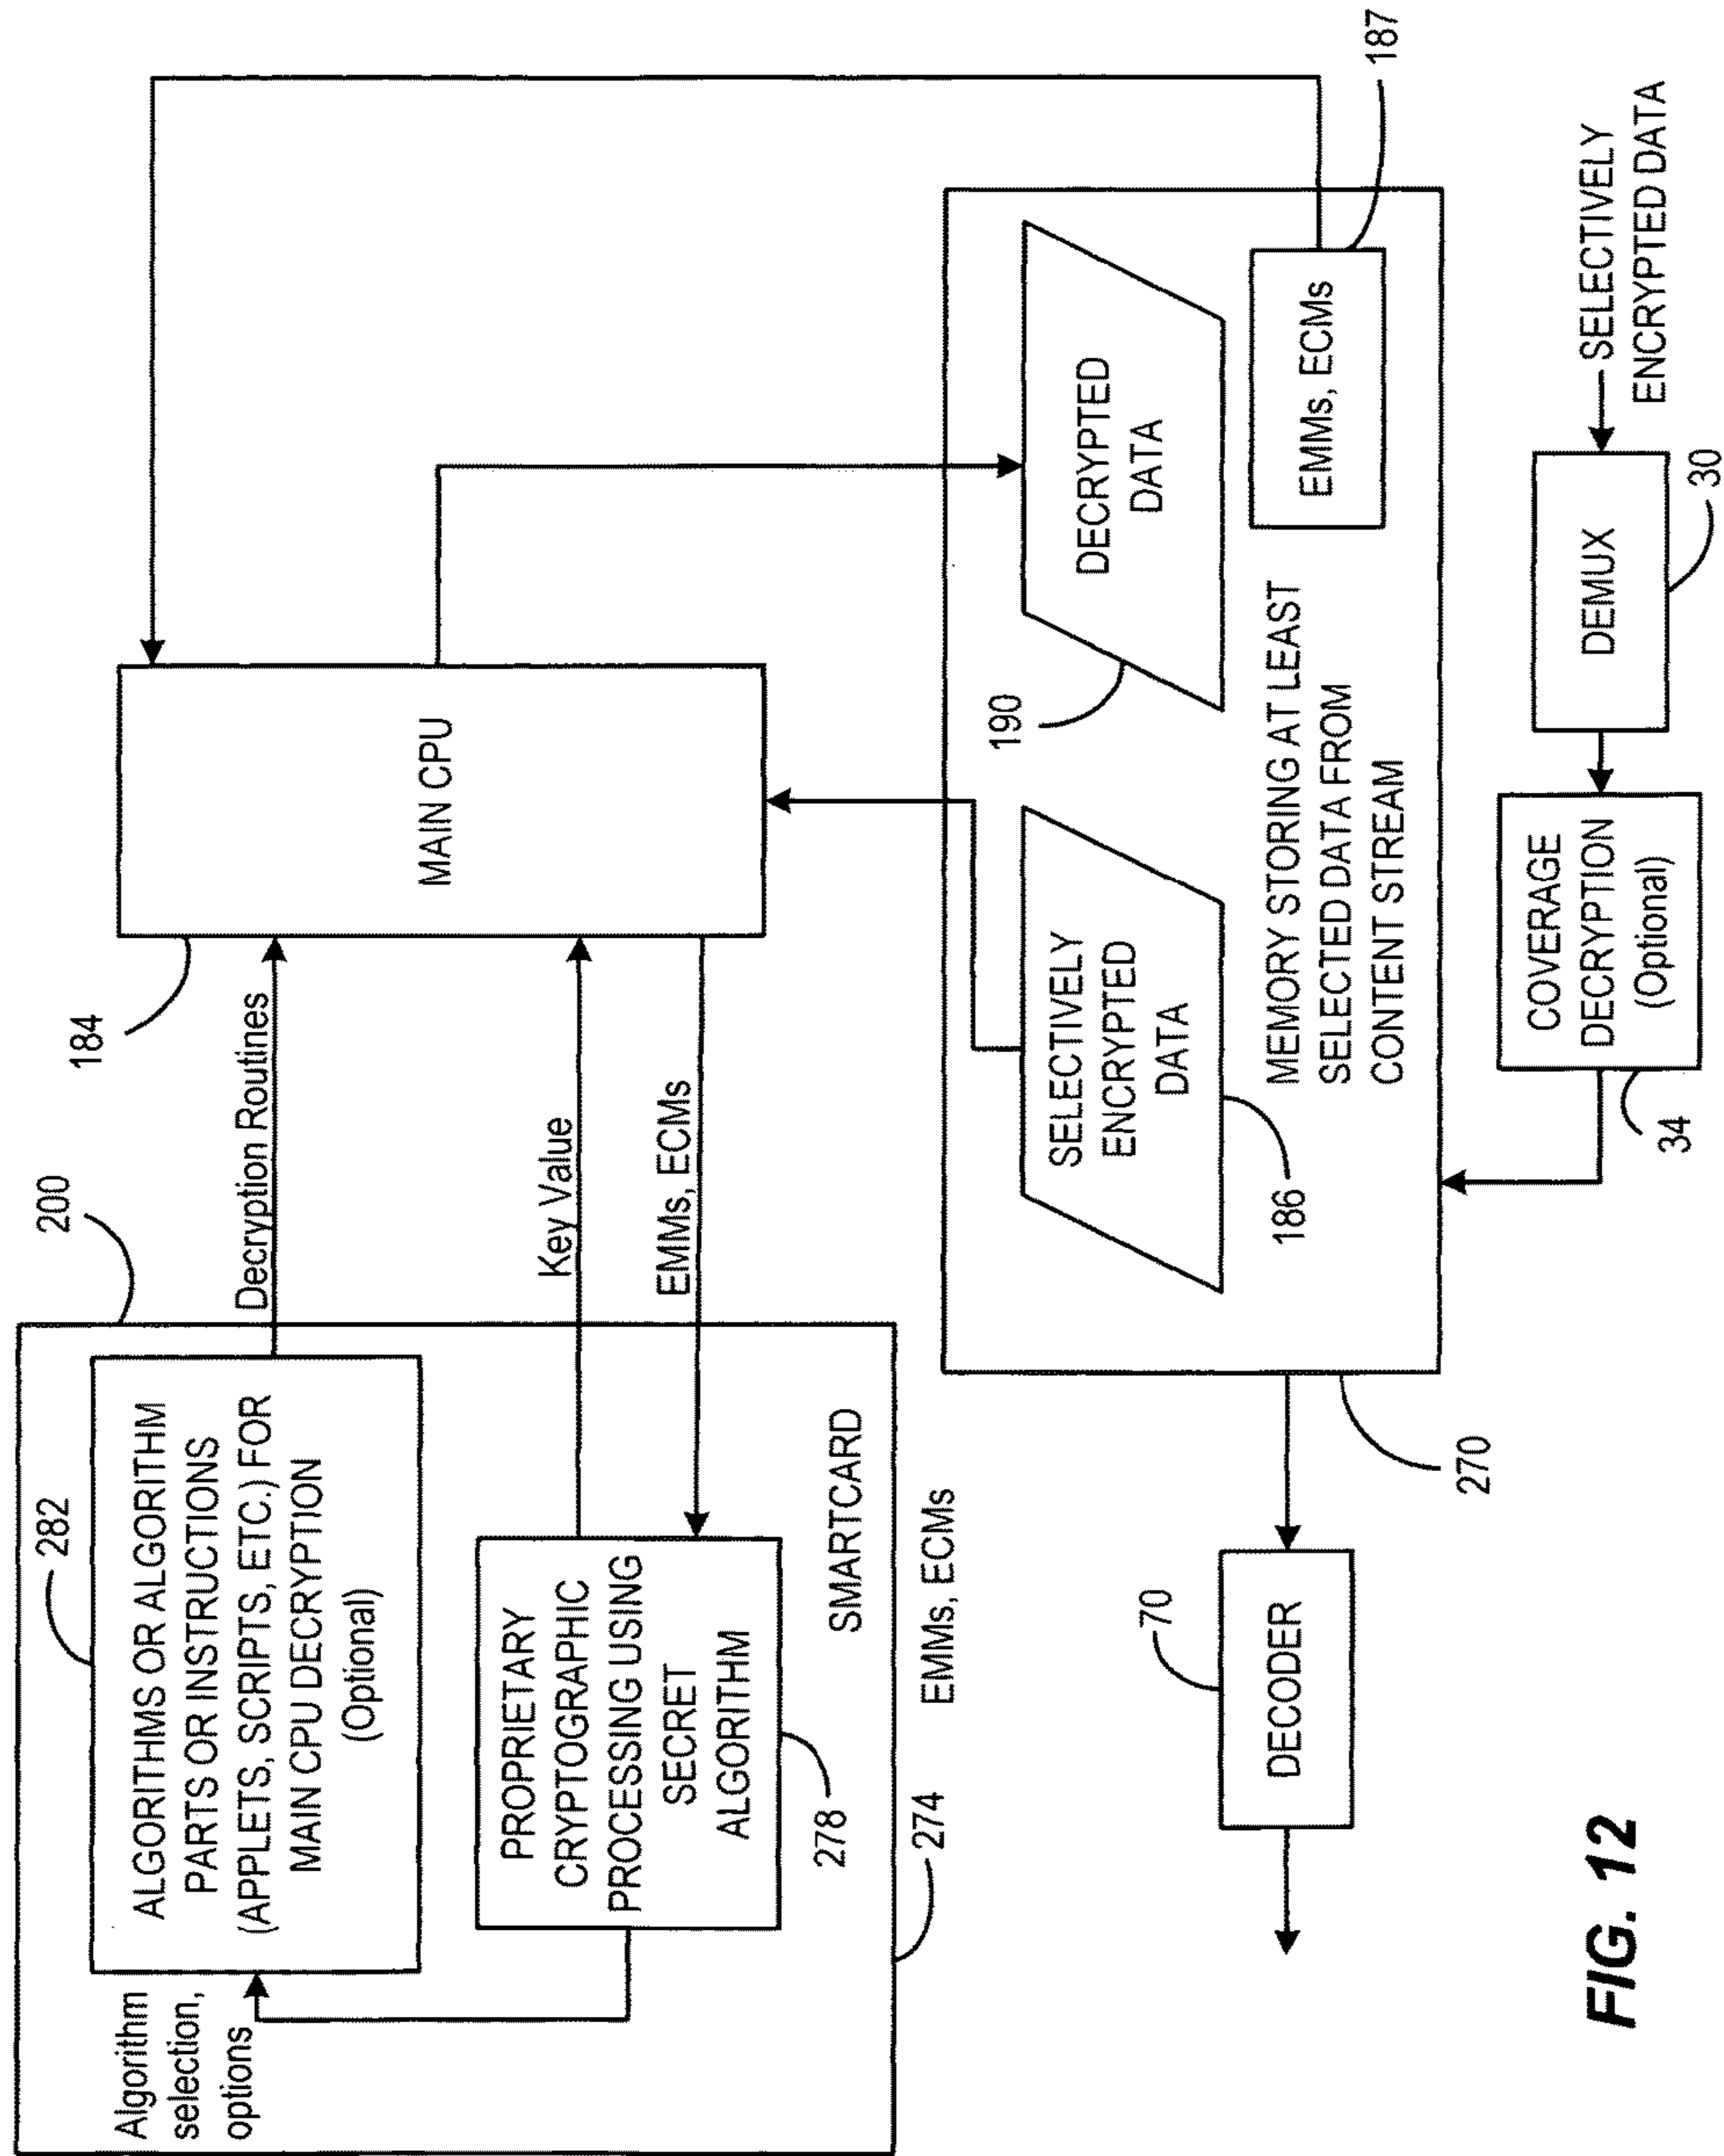 200
282
ALGORITHMS OR ALGORITHM
PARTS OR INSTRUCTIONS
(APPLETS, SCRIPTS, ETC.) FOR
MAIN CPU DECRYPTION
(Optional)
Algorithm
selection,
options
PROPRIETARY
CRYPTOGRAPHIC
PROCESSING USING
SECRET
ALGORITHM
278
SMARTCARD
274
EMMs, ECMs
Decryption Routines
Key Value
EMMs, ECMs
184
MAIN CPU
190
DECRYPTED
DATA
SELECTIVELY
ENCRYPTED
DATA
186
EMMs, ECMs
187
MEMORY STORING AT LEAST
SELECTED DATA FROM
CONTENT STREAM
270
70
DECODER
COVERAGE
DECRYPTION
(Optional)
34
DEMUX
30
SELECTIVELY
ENCRYPTED DATA
FIG. 12